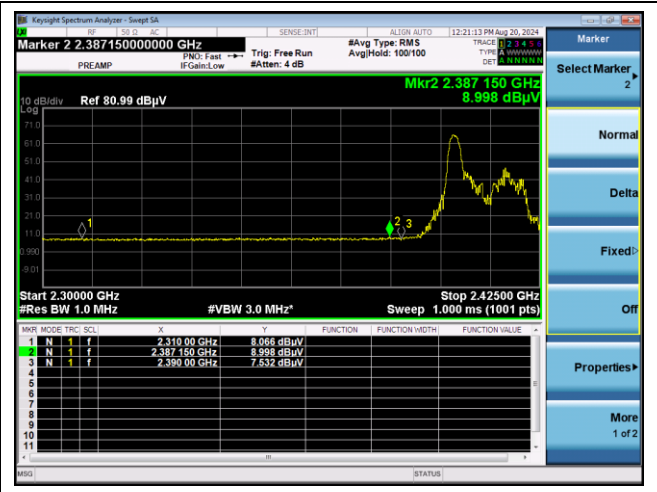 Keysight Spectrum Analyzer - Swept SA
RF 50 Ω AC SENSE:INT ALIGN AUTO 12:21:13 PM Aug 20, 2024
Marker 2 2.387150000000 GHz
PREAMP
PNO: Fast
IFGain:Low
Trig: Free Run
#Atten: 4 dB
#Avg Type: RMS
Avg|Hold: 100/100
TRACE 1 2 3 4 5 6
TYPE A WWWWW
DET A N N N N N
Mkr2 2.387 150 GHz
8.998 dBµV
10 dB/div Ref 80.99 dBµV
Log
71.0
61.0
51.0
41.0
31.0
21.0
11.0
0.990
-9.01
1
2
3
Start 2.30000 GHz Stop 2.42500 GHz
#Res BW 1.0 MHz #VBW 3.0 MHz* Sweep 1.000 ms (1001 pts)
MKR MODE TRC SCL X Y FUNCTION FUNCTION WIDTH FUNCTION VALUE
1 N 1 f 2.310 00 GHz 8.066 dBµV
2 N 1 f 2.387 150 GHz 8.998 dBµV
3 N 1 f 2.390 00 GHz 7.532 dBµV
4
5
6
7
8
9
10
11
MSG STATUS
Marker
Select Marker
2
Normal
Delta
Fixed
Off
Properties
More
1 of 2